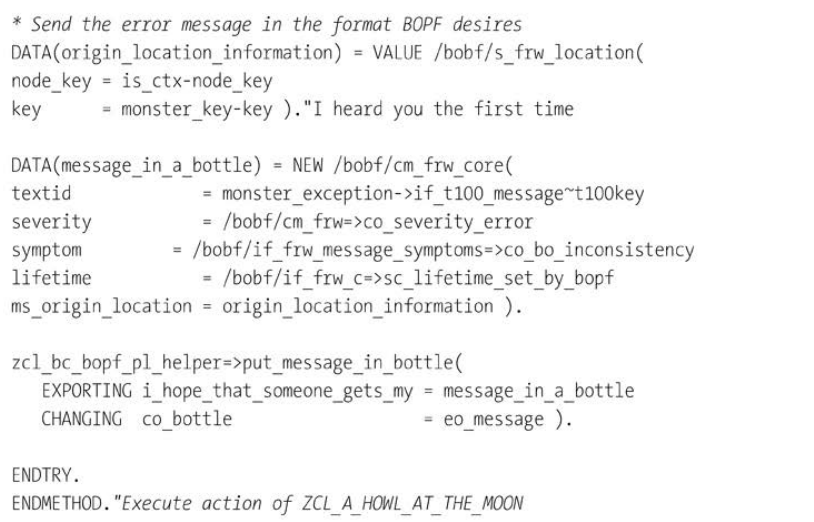 * Send the error message in the format BOPF desires
DATA(origin_location_information) = VALUE /bobf/s_frw_location(
node_key = is_ctx-node_key
key      = monster_key-key )."I heard you the first time

DATA(message_in_a_bottle) = NEW /bobf/cm_frw_core(
textid             = monster_exception->if_t100_message~t100key
severity           = /bobf/cm_frw=>co_severity_error
symptom         = /bobf/if_frw_message_symptoms=>co_bo_inconsistency
lifetime           = /bobf/if_frw_c=>sc_lifetime_set_by_bopf
ms_origin_location = origin_location_information ).

zcl_bc_bopf_pl_helper=>put_message_in_bottle(
   EXPORTING i_hope_that_someone_gets_my = message_in_a_bottle
   CHANGING  co_bottle                   = eo_message ).

ENDTRY.
ENDMETHOD."Execute action of ZCL_A_HOWL_AT_THE_MOON